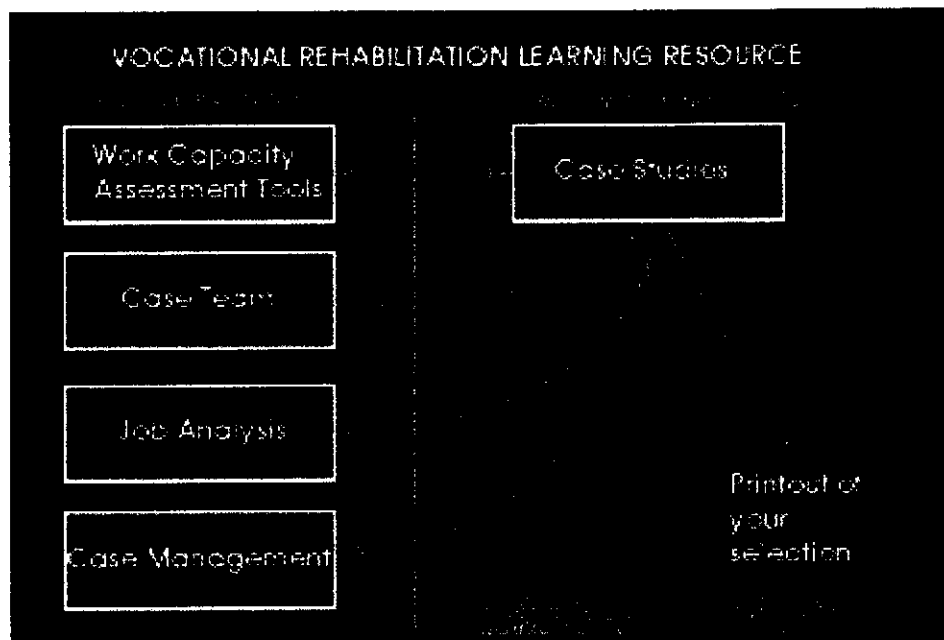 VOCATIONAL REHABILITATION LEARNING RESOURCE
Work Capacity
Assessment Tools
Case Team
Job Analysis
Case Management
Case Studies
Printout of
your
selection